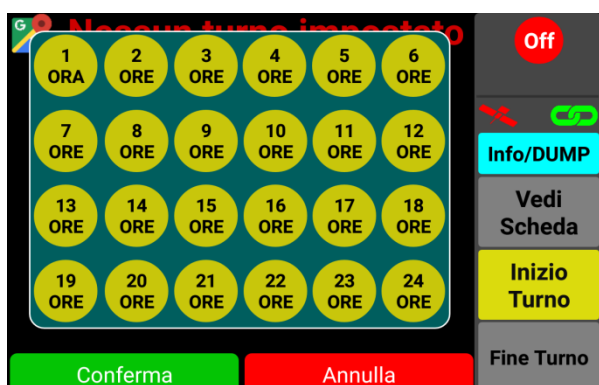 G
Nessun turno impostato
Off
1 ORA
2 ORE
3 ORE
4 ORE
5 ORE
6 ORE
7 ORE
8 ORE
9 ORE
10 ORE
11 ORE
12 ORE
13 ORE
14 ORE
15 ORE
16 ORE
17 ORE
18 ORE
19 ORE
20 ORE
21 ORE
22 ORE
23 ORE
24 ORE
Conferma
Annulla
Info/DUMP
Vedi
Scheda
Inizio
Turno
Fine Turno